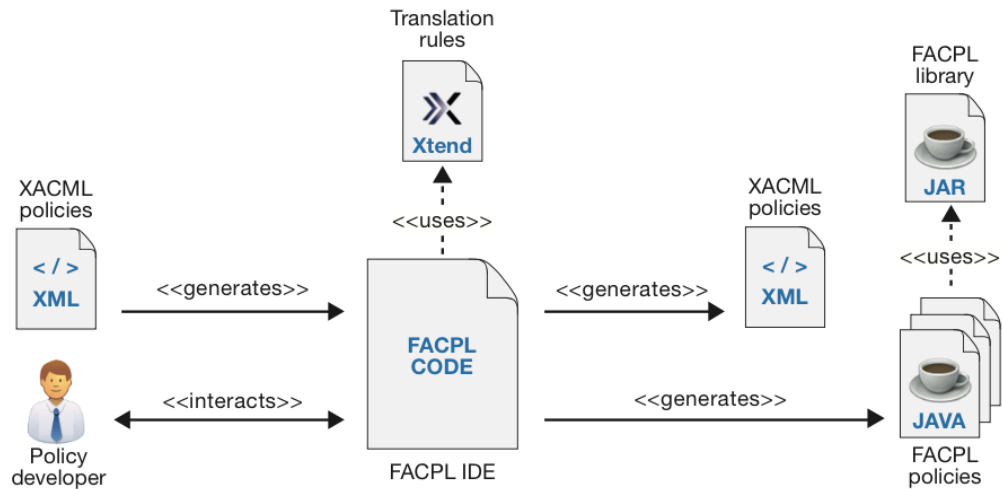 Translation
rules
Xtend
<<uses>>
FACPL
library
JAR
<<uses>>
XACML
policies
</>
XML
<<generates>>
FACPL
CODE
<<generates>>
XACML
policies
</>
XML
Policy
developer
<<interacts>>
FACPL IDE
<<generates>>
JAVA
FACPL
policies